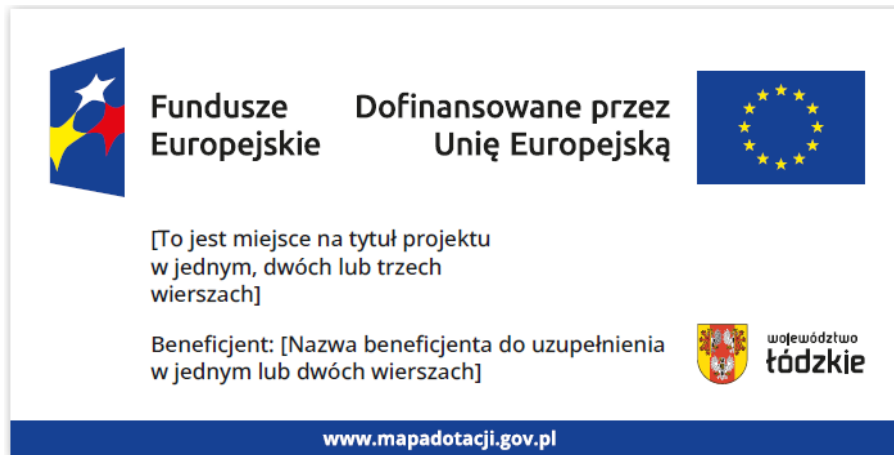 Fundusze
Europejskie
Dofinansowane przez
Unię Europejską
[To jest miejsce na tytuł projektu
w jednym, dwóch lub trzech
wierszach]
Beneficjent: [Nazwa beneficjenta do uzupełnienia
w jednym lub dwóch wierszach]
województwo
łódzkie
www.mapadotacji.gov.pl